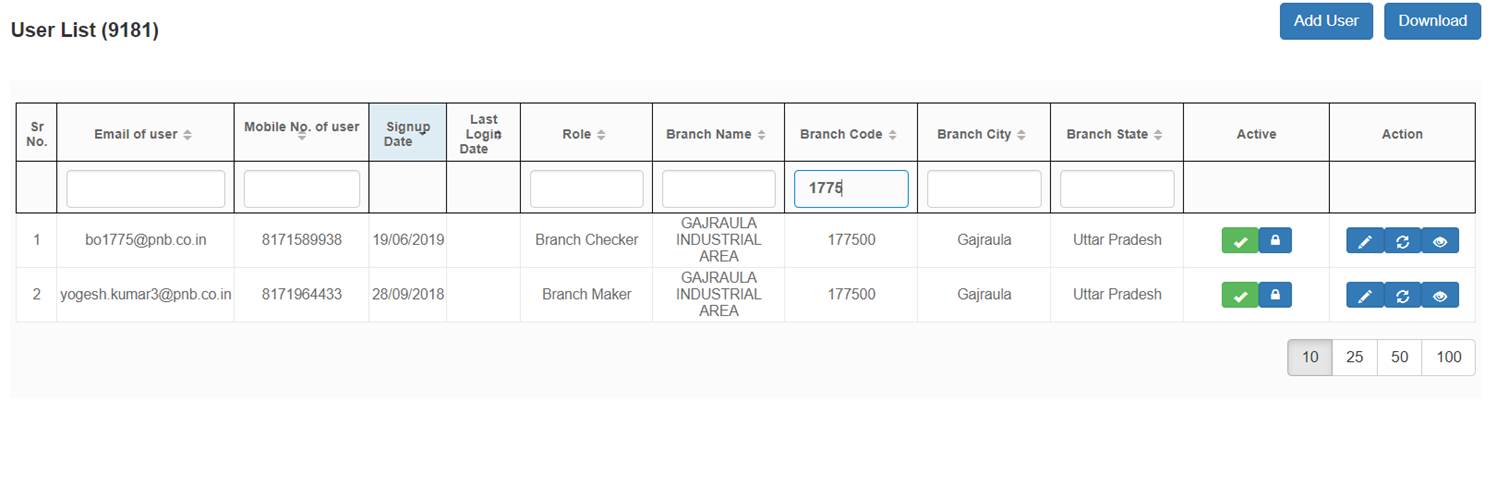 User List (9181)
Add User
Download
Sr No.
Email of user
Mobile No. of user
Signup Date
Last Login Date
Role
Branch Name
Branch Code
Branch City
Branch State
Active
Action
1775
1 bo1775@pnb.co.in 8171589938 19/06/2019 Branch Checker GAJRAULA INDUSTRIAL AREA 177500 Gajraula Uttar Pradesh
2 yogesh.kumar3@pnb.co.in 8171964433 28/09/2018 Branch Maker GAJRAULA INDUSTRIAL AREA 177500 Gajraula Uttar Pradesh
10 25 50 100